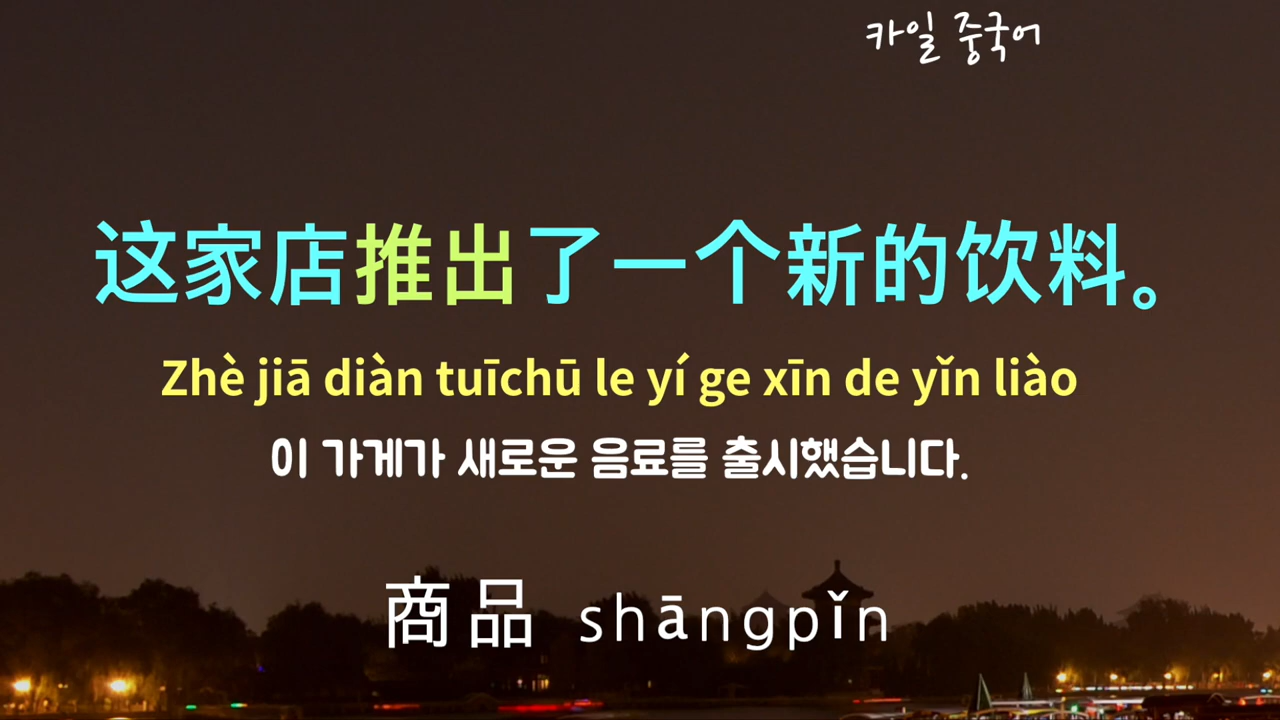 카일 중국어
这家店推出了一个新的饮料。
Zhè jiā diàn tuīchū le yí ge xīn de yǐn liào
이 가게가 새로운 음료를 출시했습니다.
商品 shāngpǐn